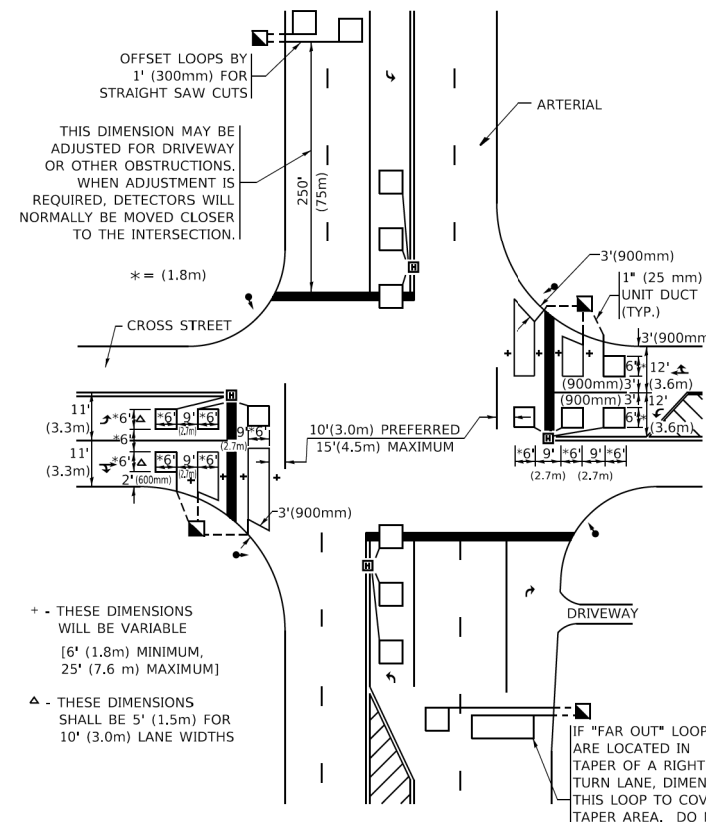 OFFSET LOOPS BY
1' (300mm) FOR
STRAIGHT SAW CUTS
ARTERIAL
THIS DIMENSION MAY BE
ADJUSTED FOR DRIVEWAY
OR OTHER OBSTRUCTIONS.
WHEN ADJUSTMENT IS
REQUIRED, DETECTORS WILL
NORMALLY BE MOVED CLOSER
TO THE INTERSECTION.
250'
(75m)
* = (1.8m)
H
3'(900mm)
1" (25 mm)
UNIT DUCT
(TYP.)
CROSS STREET
3'(900mm
+ + +
6'* 12'
(900mm) 3' (3.6m)
(900mm) 3' 12'
6'* (3.6m)
H
*6' 9' *6' 9' *6'
(2.7m) (2.7m)
10'(3.0m) PREFERRED
15'(4.5m) MAXIMUM
H
11'
(3.3m)
*6' Δ *6' 9' *6'
(2.7m)
*6'
9' *6'
(2.7m)
11'
(3.3m)
*6' Δ *6' 9' *6'
(2.7m)
2' (600mm) + + +
3'(900mm)
H
+ - THESE DIMENSIONS
WILL BE VARIABLE
[6' (1.8m) MINIMUM,
25' (7.6 m) MAXIMUM]
Δ - THESE DIMENSIONS
SHALL BE 5' (1.5m) FOR
10' (3.0m) LANE WIDTHS
DRIVEWAY
IF "FAR OUT" LOOP
ARE LOCATED IN
TAPER OF A RIGHT
TURN LANE, DIMEN
THIS LOOP TO COV
TAPER AREA. DO